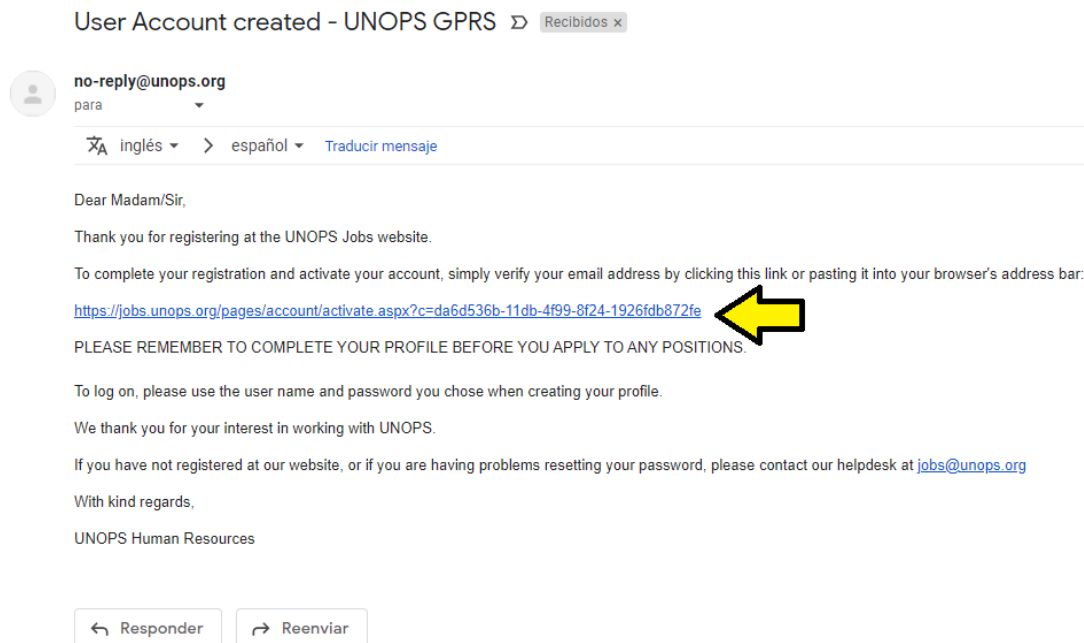 User Account created - UNOPS GPRS Recibidos x
no-reply@unops.org
para
inglés > español Traducir mensaje
Dear Madam/Sir,
Thank you for registering at the UNOPS Jobs website.
To complete your registration and activate your account, simply verify your email address by clicking this link or pasting it into your browser's address bar:
https://jobs.unops.org/pages/account/activate.aspx?c=da6d536b-11db-4f99-8f24-1926fdb872fe
PLEASE REMEMBER TO COMPLETE YOUR PROFILE BEFORE YOU APPLY TO ANY POSITIONS.
To log on, please use the user name and password you chose when creating your profile.
We thank you for your interest in working with UNOPS.
If you have not registered at our website, or if you are having problems resetting your password, please contact our helpdesk at jobs@unops.org
With kind regards,
UNOPS Human Resources
Responder Reenviar